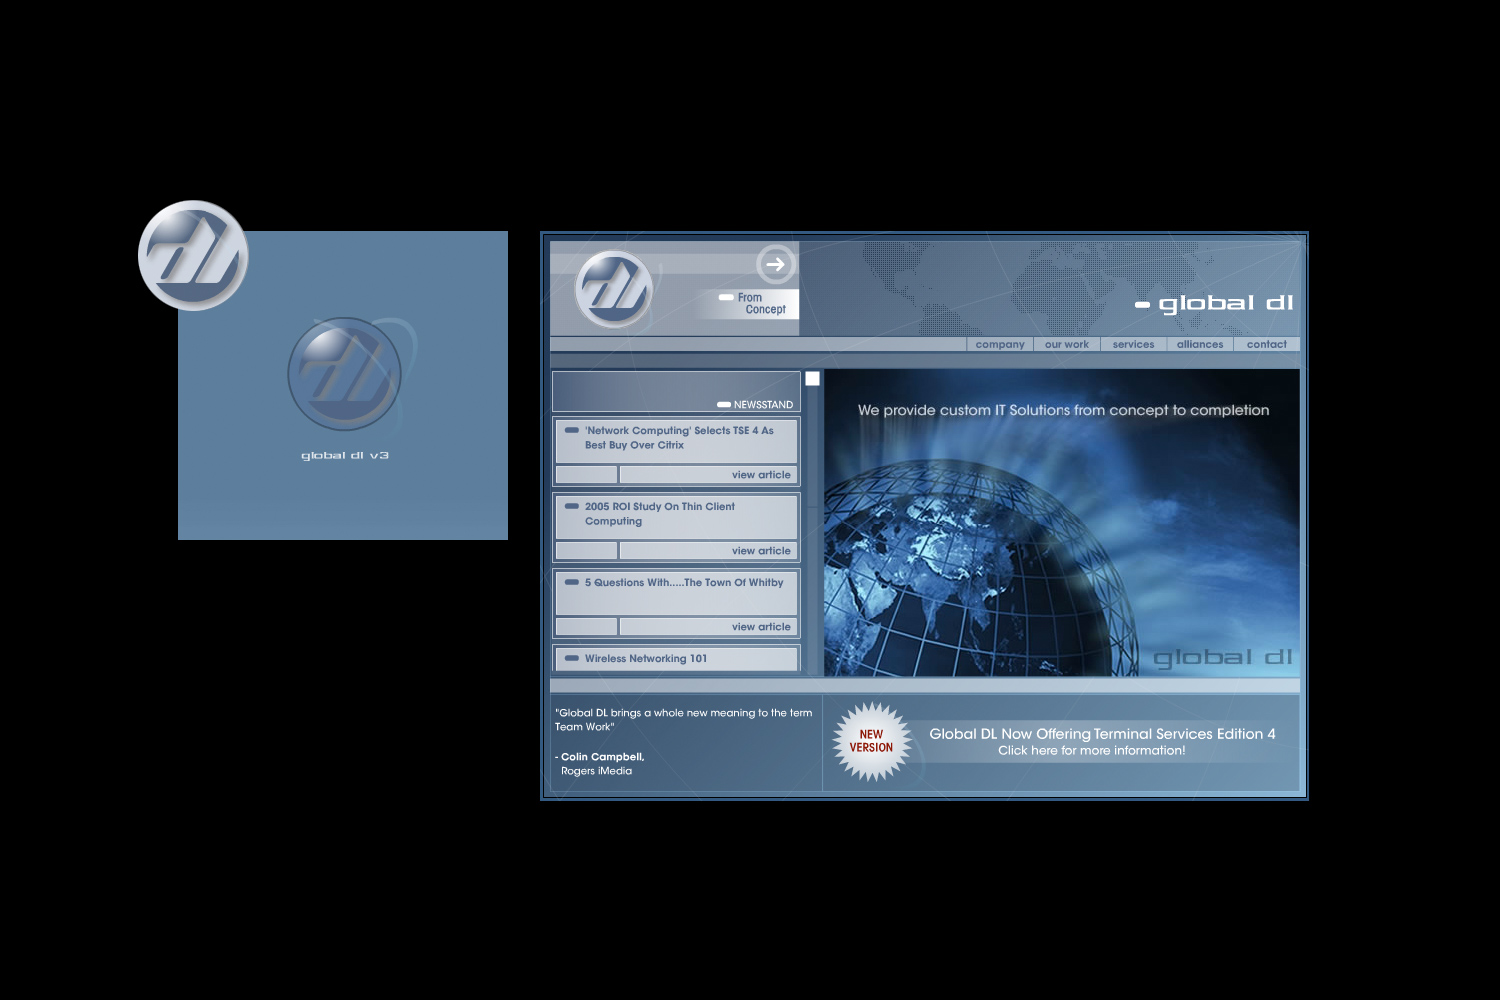 dl
dl
global dl v3
dl
From
Concept
global dl
company our work services alliances contact
NEWSSTAND
'Network Computing' Selects TSE 4 As
Best Buy Over Citrix
view article
2005 ROI Study On Thin Client
Computing
view article
5 Questions With.....The Town Of Whitby
view article
Wireless Networking 101
We provide custom IT Solutions from concept to completion
global dl
"Global DL brings a whole new meaning to the term
Team Work"
- Colin Campbell,
Rogers iMedia
NEW
VERSION
Global DL Now Offering Terminal Services Edition 4
Click here for more information!